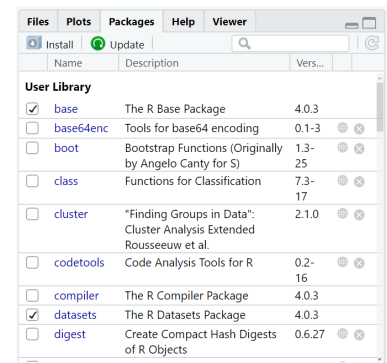 Files Plots Packages Help Viewer
Install Update
Name Description Vers...
User Library
base The R Base Package 4.0.3
base64enc Tools for base64 encoding 0.1-3
boot Bootstrap Functions (Originally 1.3-
by Angelo Canty for S) 25
class Functions for Classification 7.3-
17
cluster "Finding Groups in Data": 2.1.0
Cluster Analysis Extended
Rousseeuw et al.
codetools Code Analysis Tools for R 0.2-
16
compiler The R Compiler Package 4.0.3
datasets The R Datasets Package 4.0.3
digest Create Compact Hash Digests 0.6.27
of R Objects